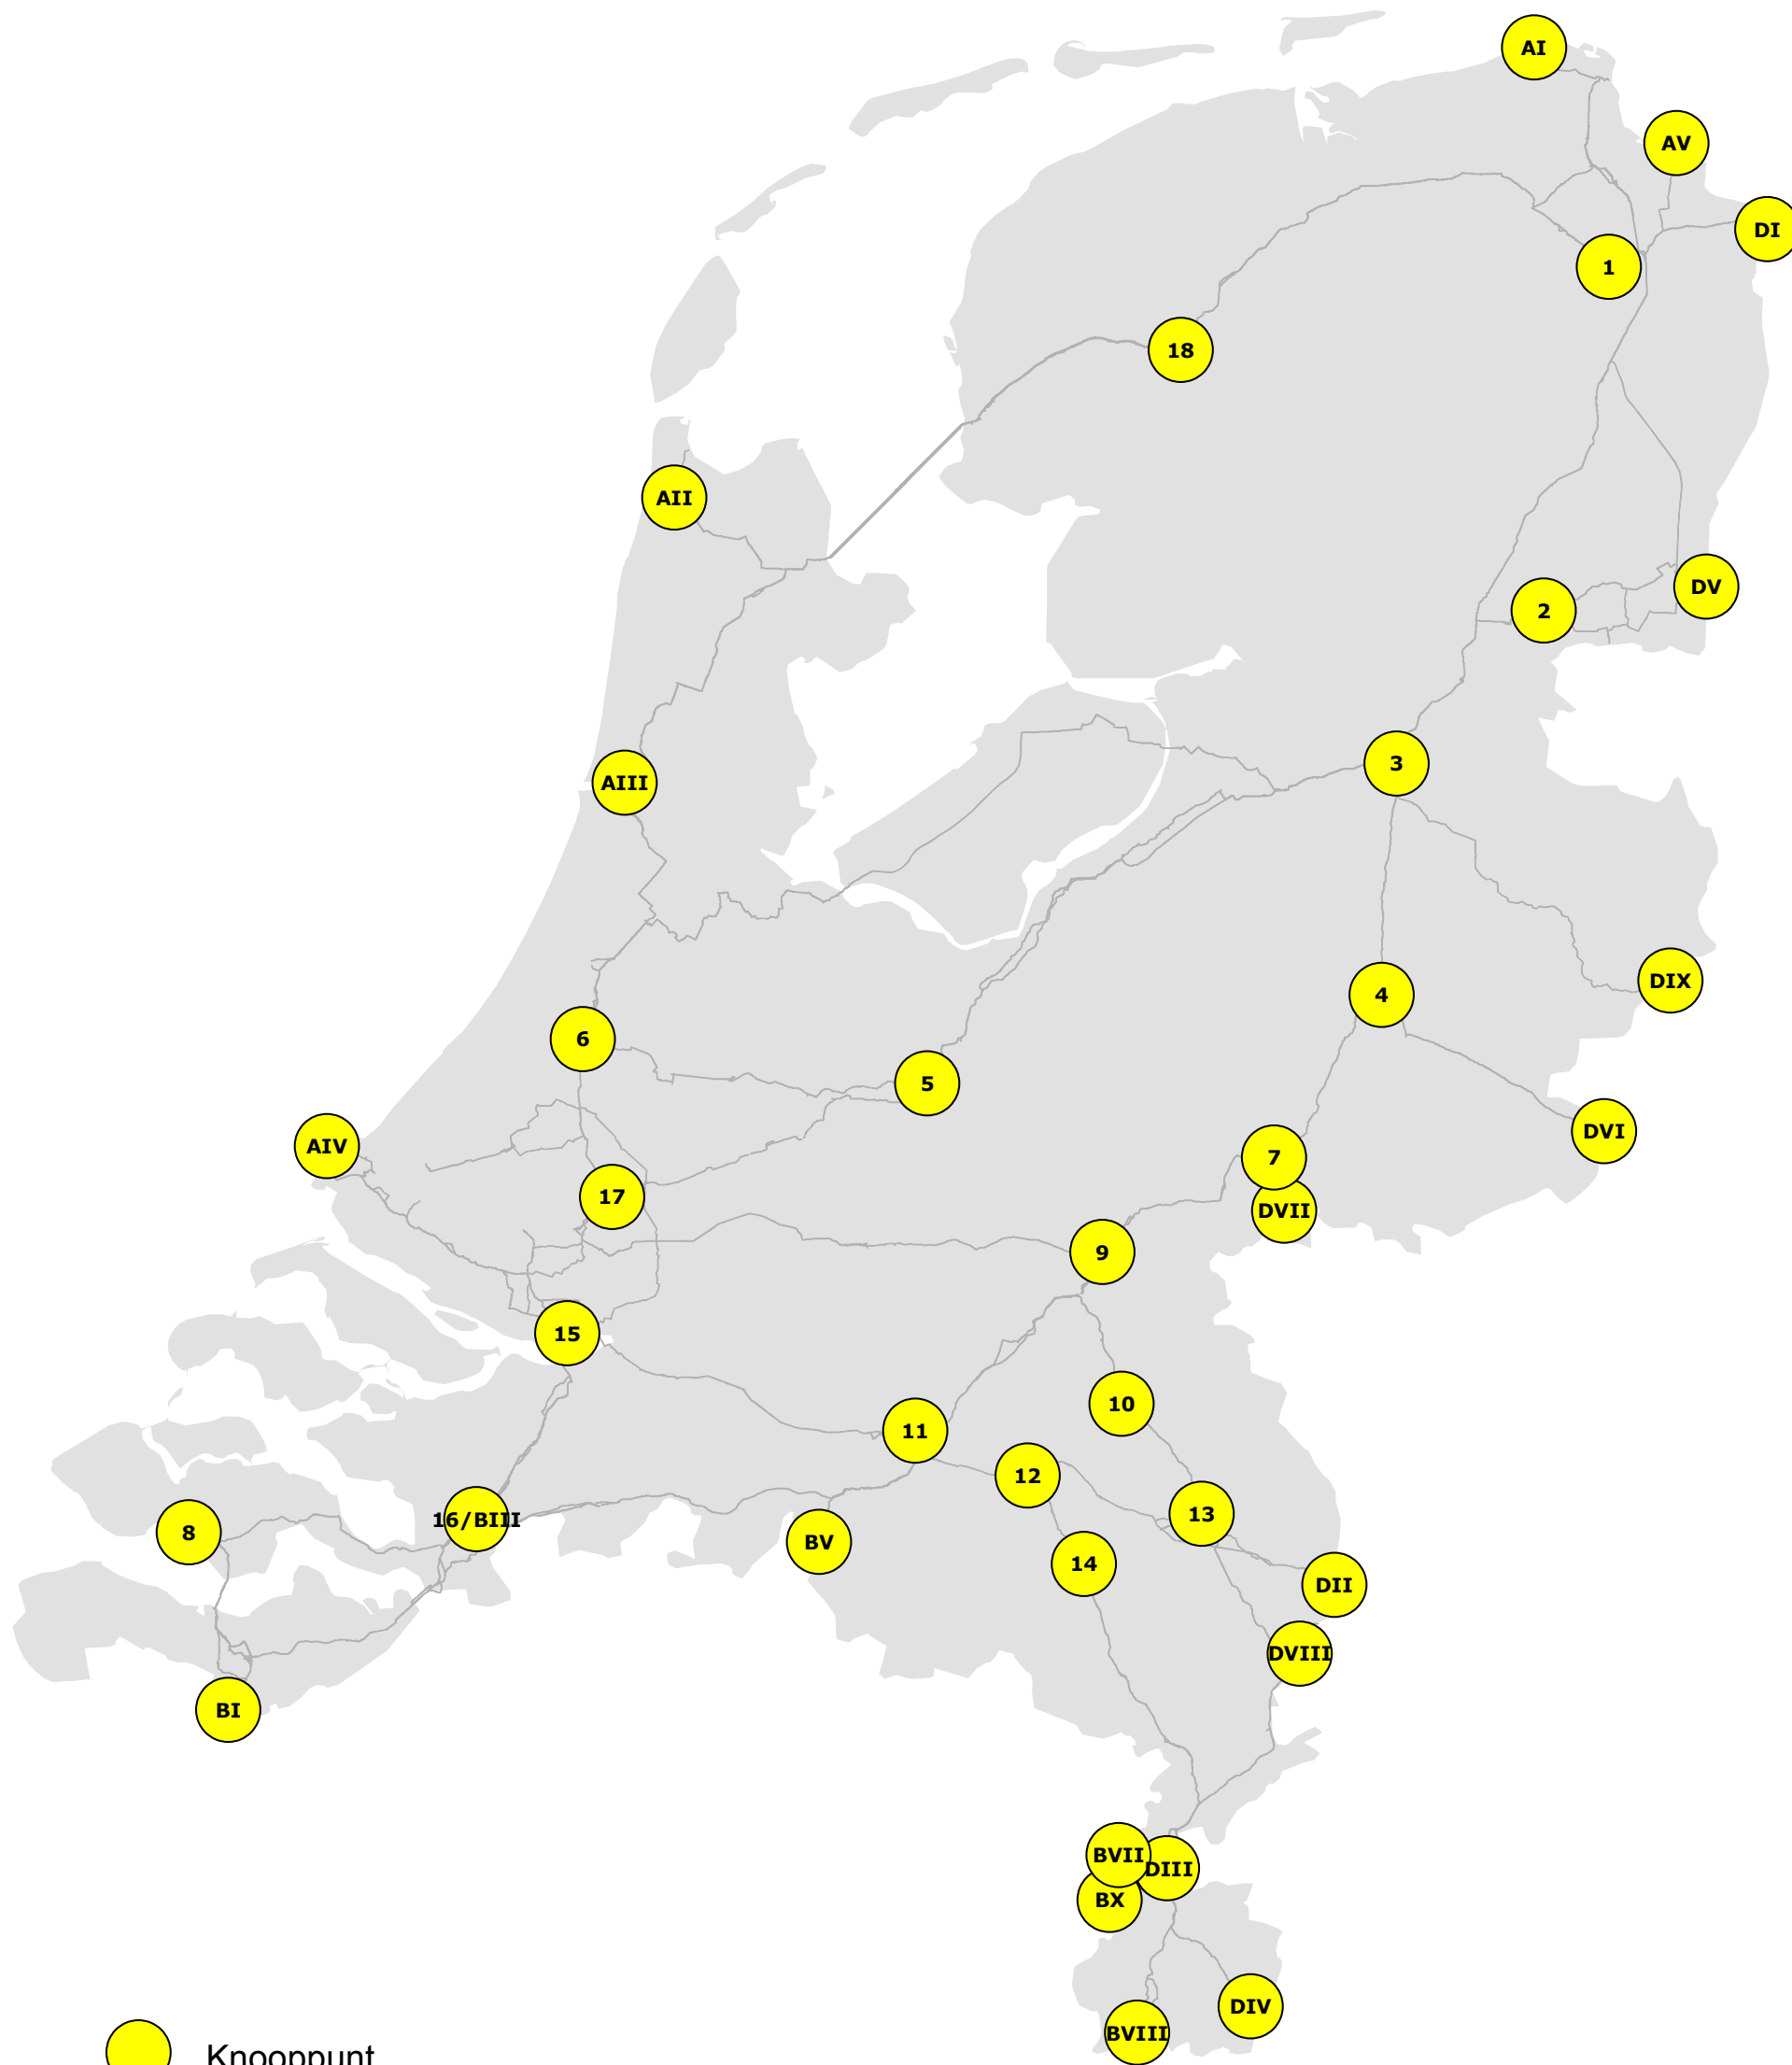 AI
AV
DI
1
18
AII
DV
2
3
AIII
DIX
4
6
5
AIV
DVI
7
17
DVII
9
15
10
11
12
13
16/BIII
8
BV
14
DII
DVIII
BI
BVII
DIII
BX
DIV
BVIII
Knooppunt